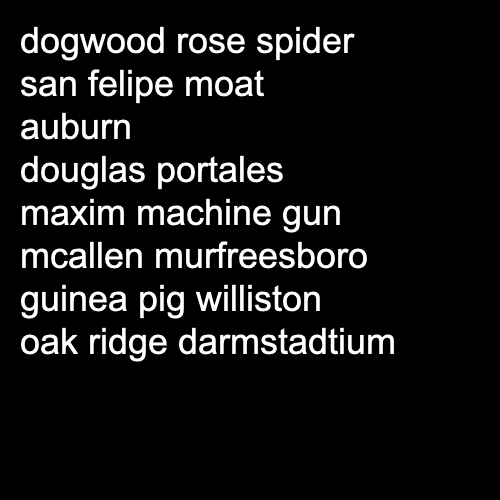 dogwood rose spider
san felipe moat
auburn
douglas portales
maxim machine gun
mcallen murfreesboro
guinea pig williston
oak ridge darmstadtium